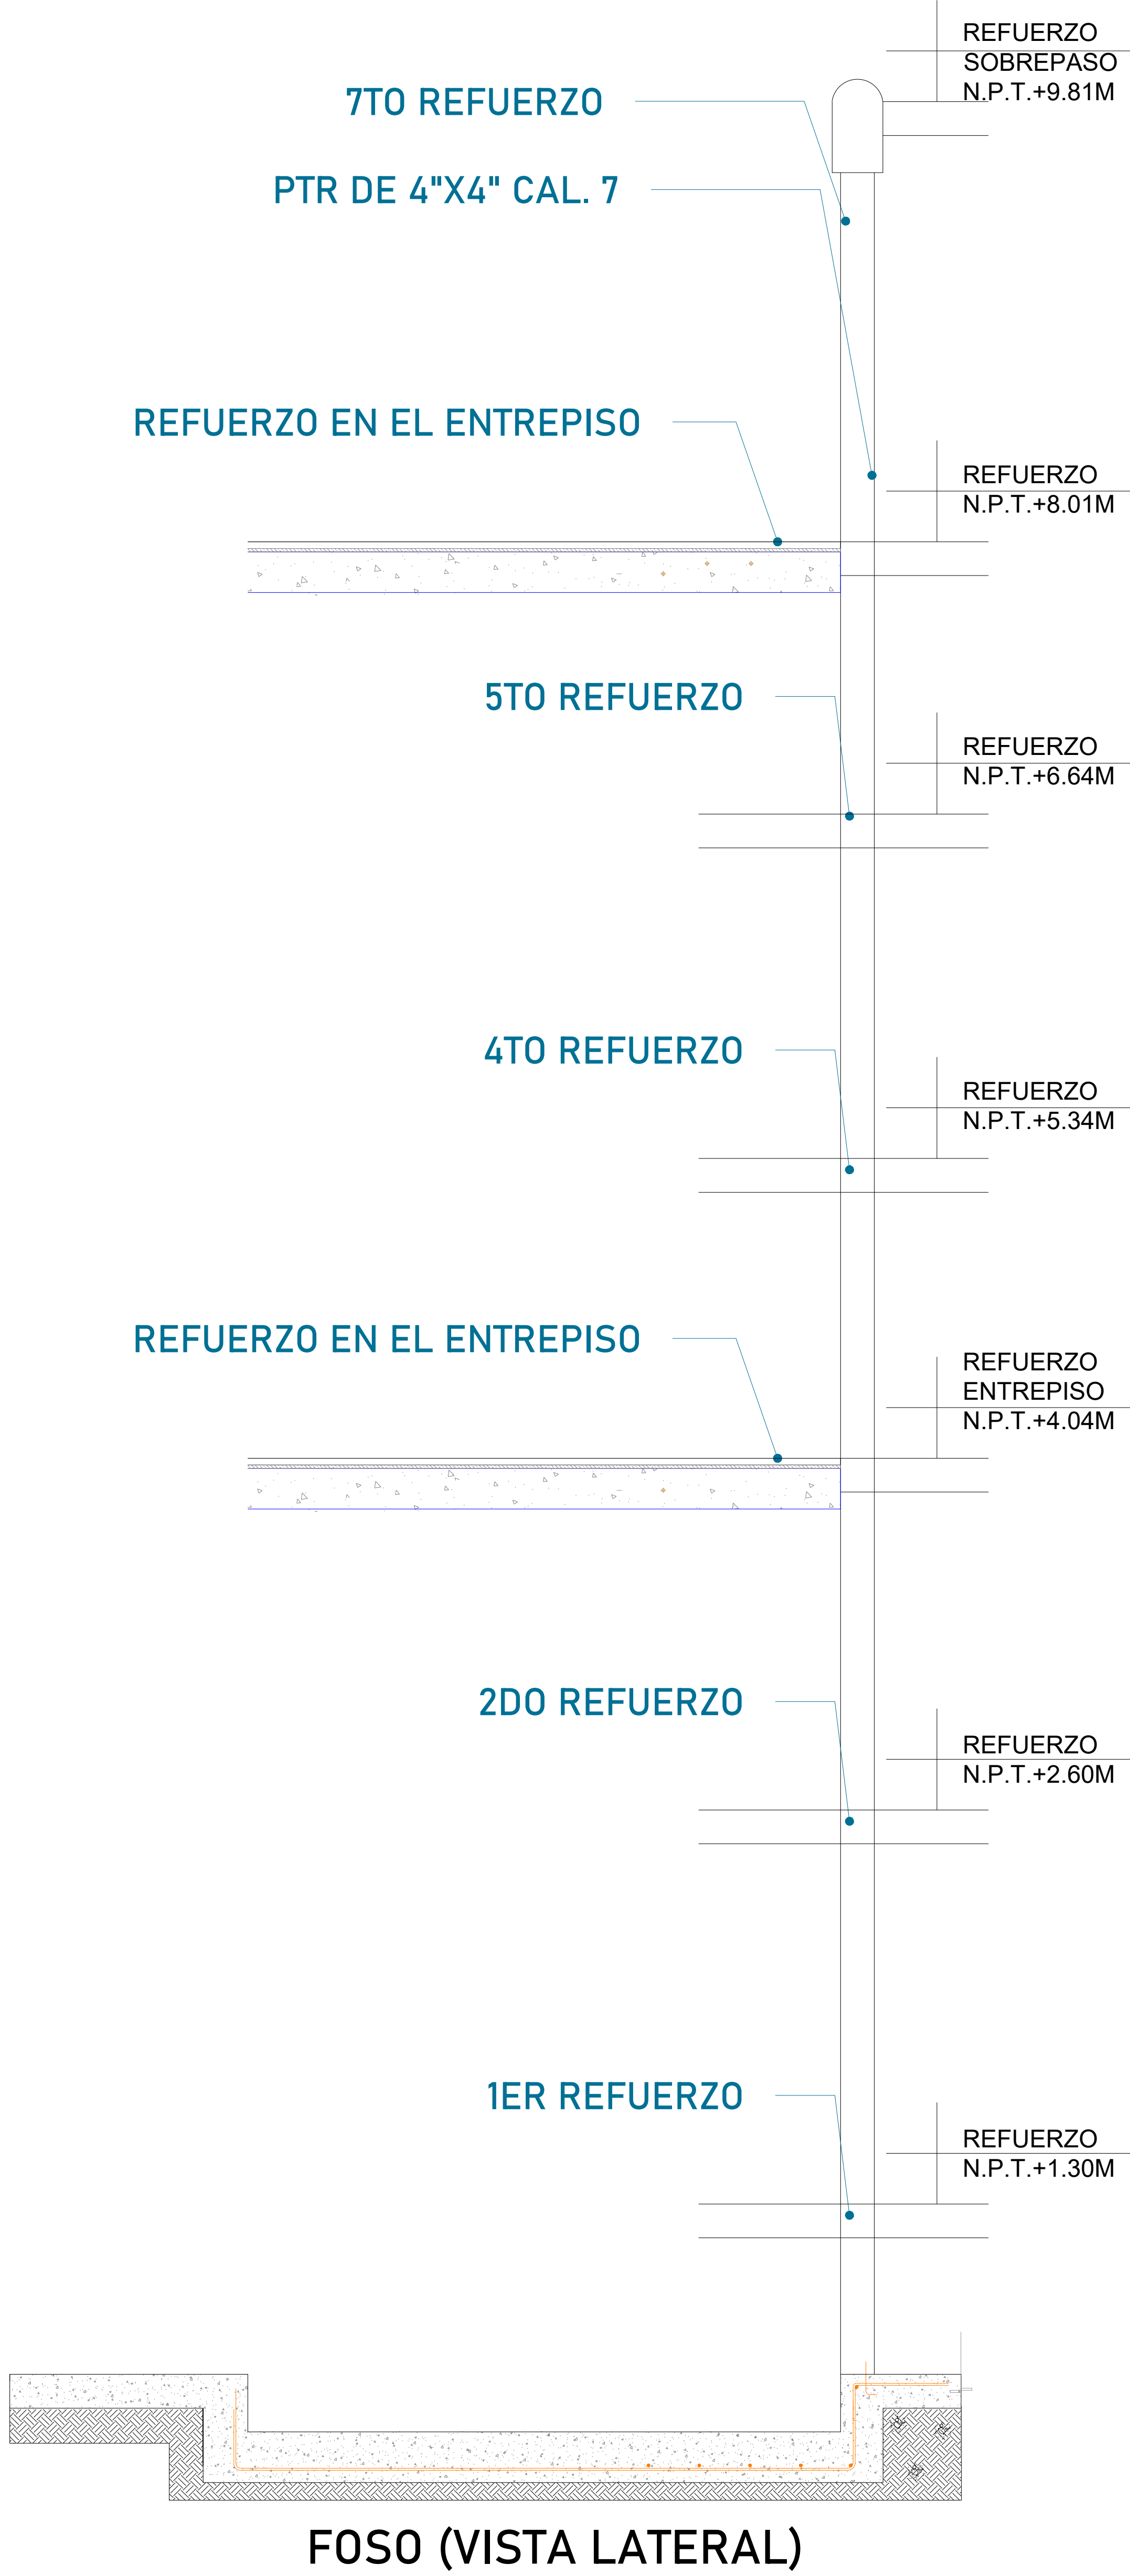 REFUERZO
SOBREPASO
N.P.T.+9.81M
7TO REFUERZO
PTR DE 4"X4" CAL. 7
REFUERZO EN EL ENTREPISO
REFUERZO
N.P.T.+8.01M
5TO REFUERZO
REFUERZO
N.P.T.+6.64M
4TO REFUERZO
REFUERZO
N.P.T.+5.34M
REFUERZO EN EL ENTREPISO
REFUERZO
ENTREPISO
N.P.T.+4.04M
2DO REFUERZO
REFUERZO
N.P.T.+2.60M
1ER REFUERZO
REFUERZO
N.P.T.+1.30M
FOSO (VISTA LATERAL)